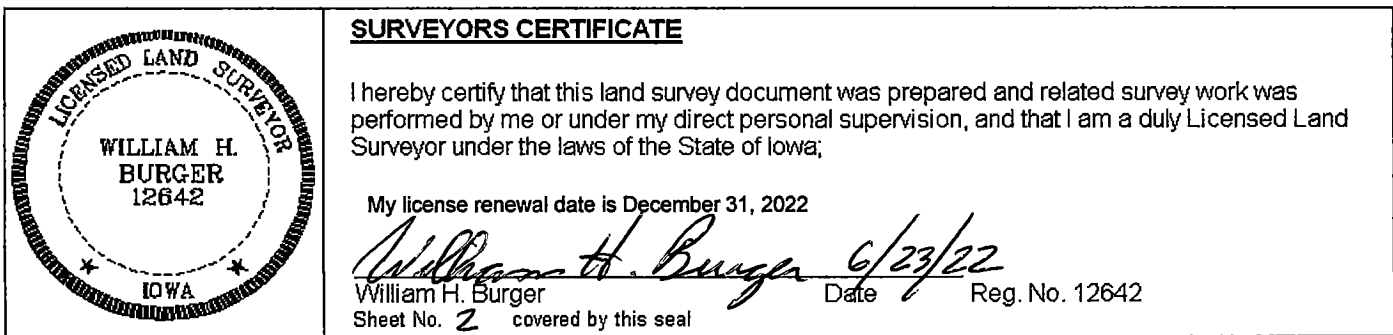 LICENSED LAND SURVEYOR
WILLIAM H.
BURGER
12642
IOWA
SURVEYORS CERTIFICATE
I hereby certify that this land survey document was prepared and related survey work was
performed by me or under my direct personal supervision, and that I am a duly Licensed Land
Surveyor under the laws of the State of Iowa;
My license renewal date is December 31, 2022
William H. Burger 6/23/22
William H. Burger Date Reg. No. 12642
Sheet No. 2 covered by this seal